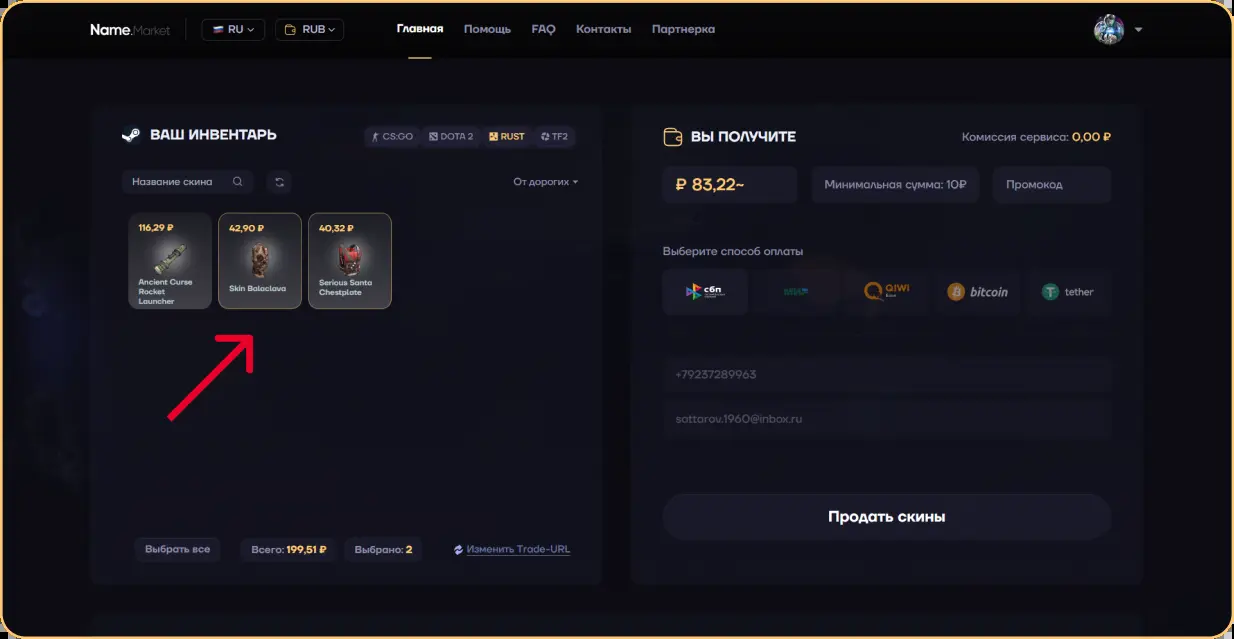 Name.Market RU RUB Главная Помощь FAQ Контакты Партнерка
ВАШ ИНВЕНТАРЬ CS:GO DOTA 2 RUST TF2
Название скина От дорогих
116,29 ₽
Ancient Curse
Rocket
Launcher
42,90 ₽
Skin Balaclava
40,32 ₽
Serious Santa
Chestplate
Выбрать все Всего: 199,51 ₽ Выбрано: 2 Изменить Trade-URL
ВЫ ПОЛУЧИТЕ Комиссия сервиса: 0,00 ₽
₽ 83,22~ Минимальная сумма: 10₽ Промокод
Выберите способ оплаты
сбп QIWI bitcoin tether
+79237289963
sattarov.1960@inbox.ru
Продать скины